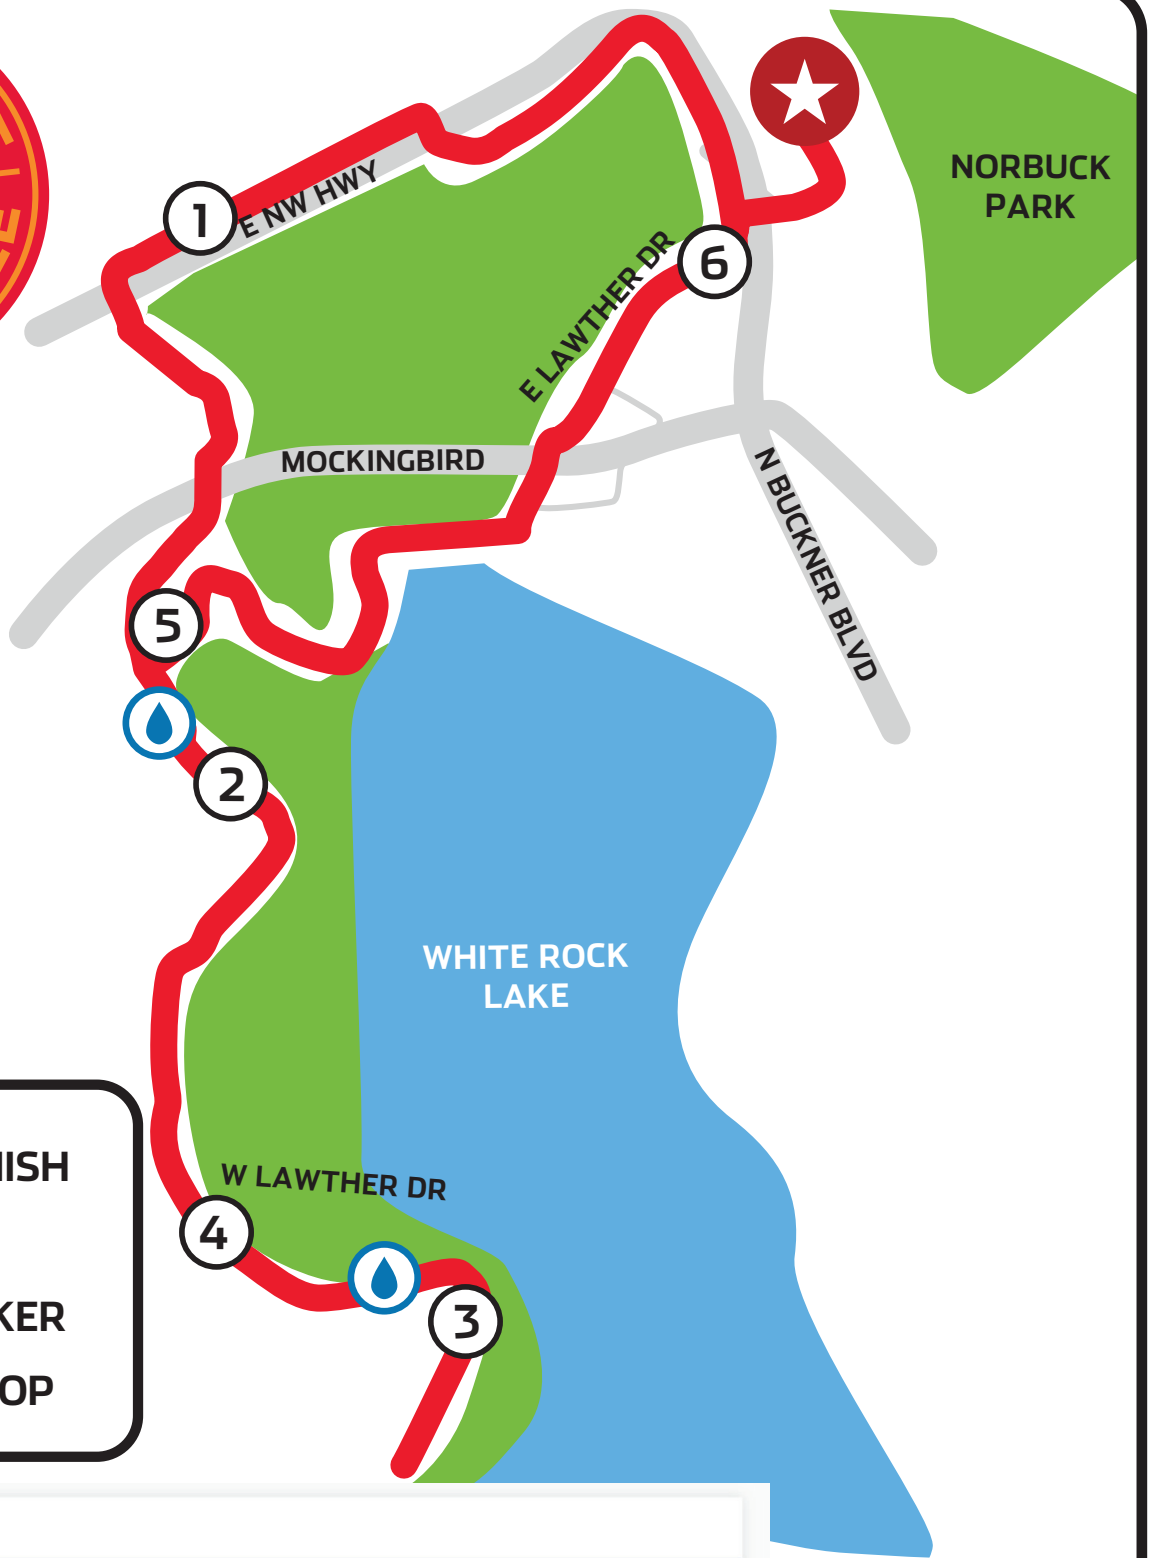 NORBUCK
PARK
1
E NW HWY
6
E LAWTHER DR
MOCKINGBIRD
N BUCKNER BLVD
5
2
WHITE ROCK
LAKE
W LAWTHER DR
4
3
OP